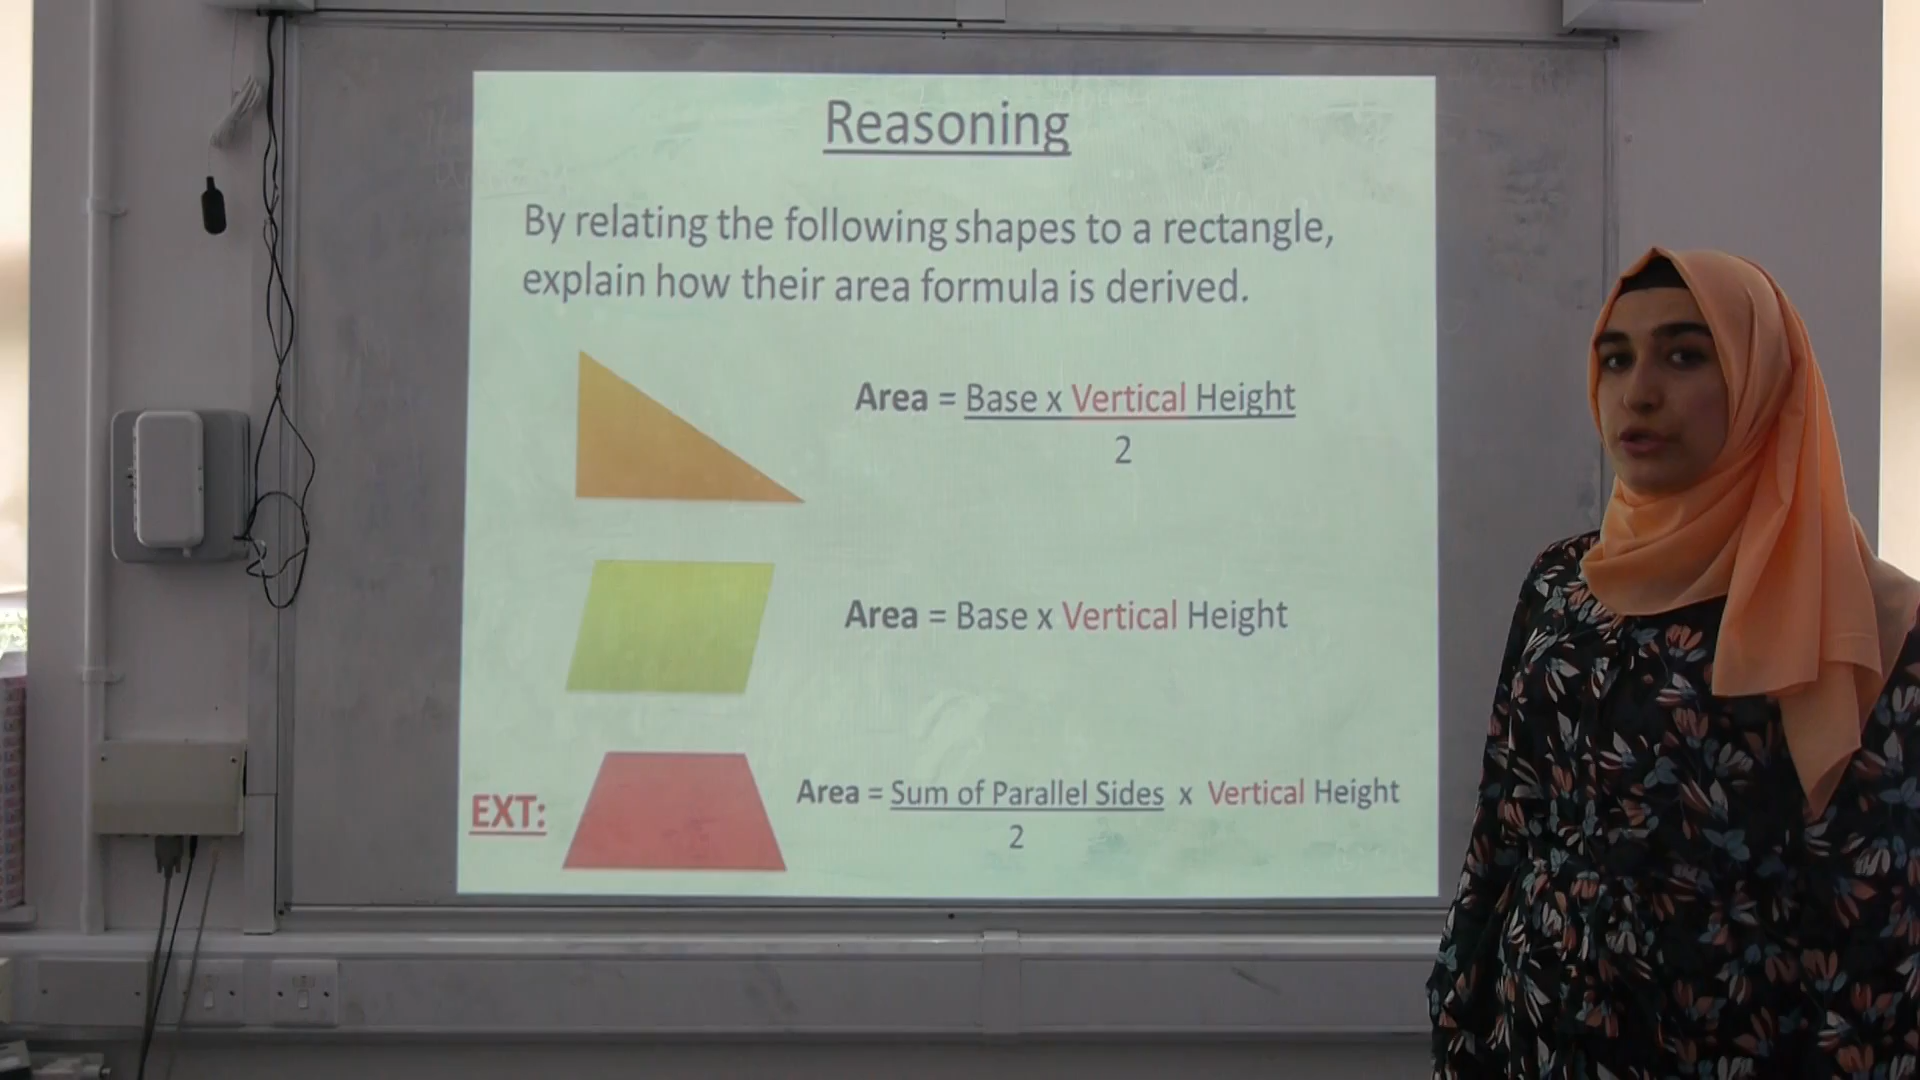 Reasoning
By relating the following shapes to a rectangle,
explain how their area formula is derived.
Area = Base x Vertical Height
2
Area = Base x Vertical Height
EXT:
Area = Sum of Parallel Sides x Vertical Height
2